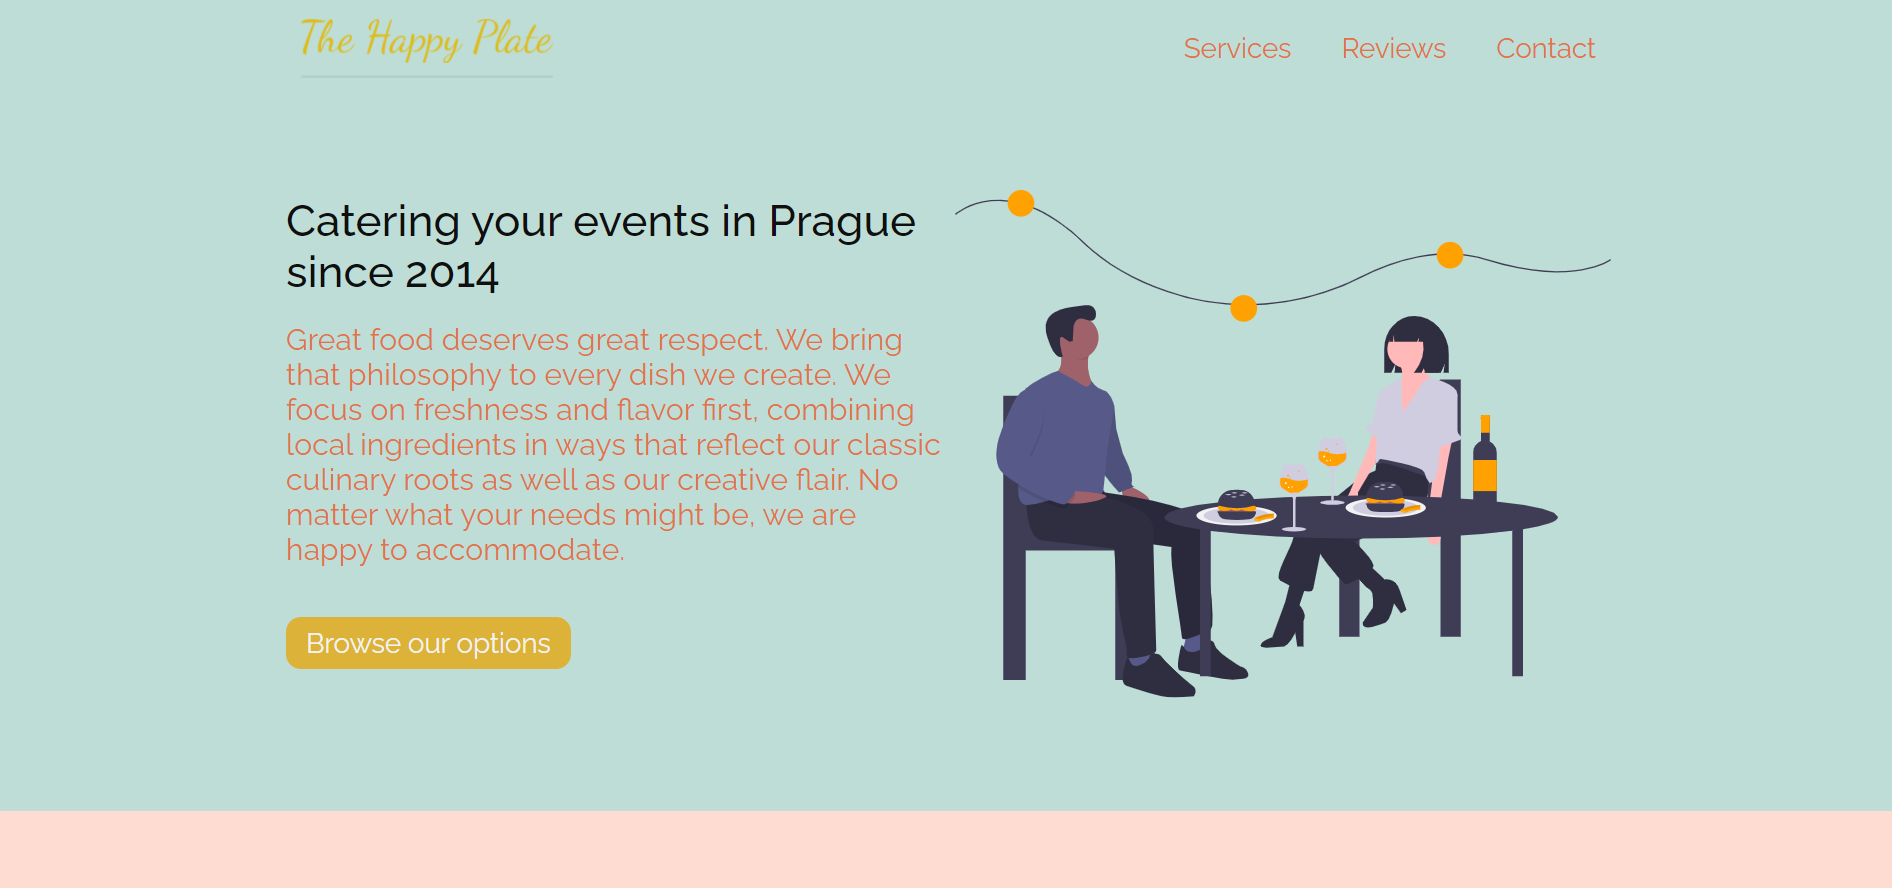 The Happy Plate
Services Reviews Contact
Catering your events in Prague
since 2014
Great food deserves great respect. We bring
that philosophy to every dish we create. We
focus on freshness and flavor first, combining
local ingredients in ways that reflect our classic
culinary roots as well as our creative flair. No
matter what your needs might be, we are
happy to accommodate.
Browse our options